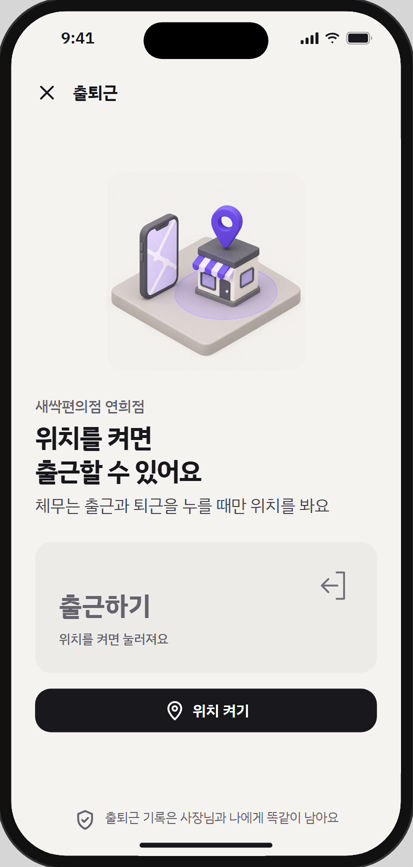 9:41
출퇴근
새싹편의점 연희점
위치를 켜면
출근할 수 있어요
체무는 출근과 퇴근을 누를 때만 위치를 봐요
출근하기
위치를 켜면 눌러져요
위치 켜기
출퇴근 기록은 사장님과 나에게 똑같이 남아요